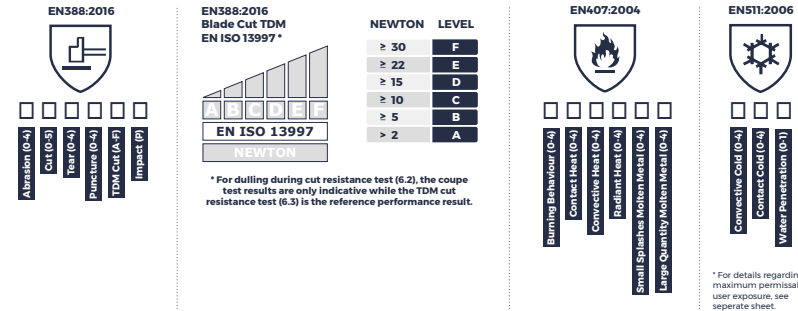 EN388:2016
Abrasion (0-4)
Cut (0-5)
Tear (0-4)
Puncture (0-4)
TDM Cut (A-F)
Impact (P)
EN388:2016
Blade Cut TDM
EN ISO 13997 *
A B C D E F
EN ISO 13997
NEWTON
NEWTON LEVEL
≥ 30 F
≥ 22 E
≥ 15 D
≥ 10 C
≥ 5 B
> 2 A
* For dulling during cut resistance test (6.2), the coupe
test results are only indicative while the TDM cut
resistance test (6.3) is the reference performance result.
EN407:2004
Burning Behaviour (0-4)
Contact Heat (0-4)
Convective Heat (0-4)
Radiant Heat (0-4)
Small Splashes Molten Metal (0-4)
Large Quantity Molten Metal (0-4)
EN511:2006
Convective Cold (0-4)
Contact Cold (0-4)
Water Penetration (0-1)
* For details regardin
maximum permissal
user exposure, see
seperate sheet.